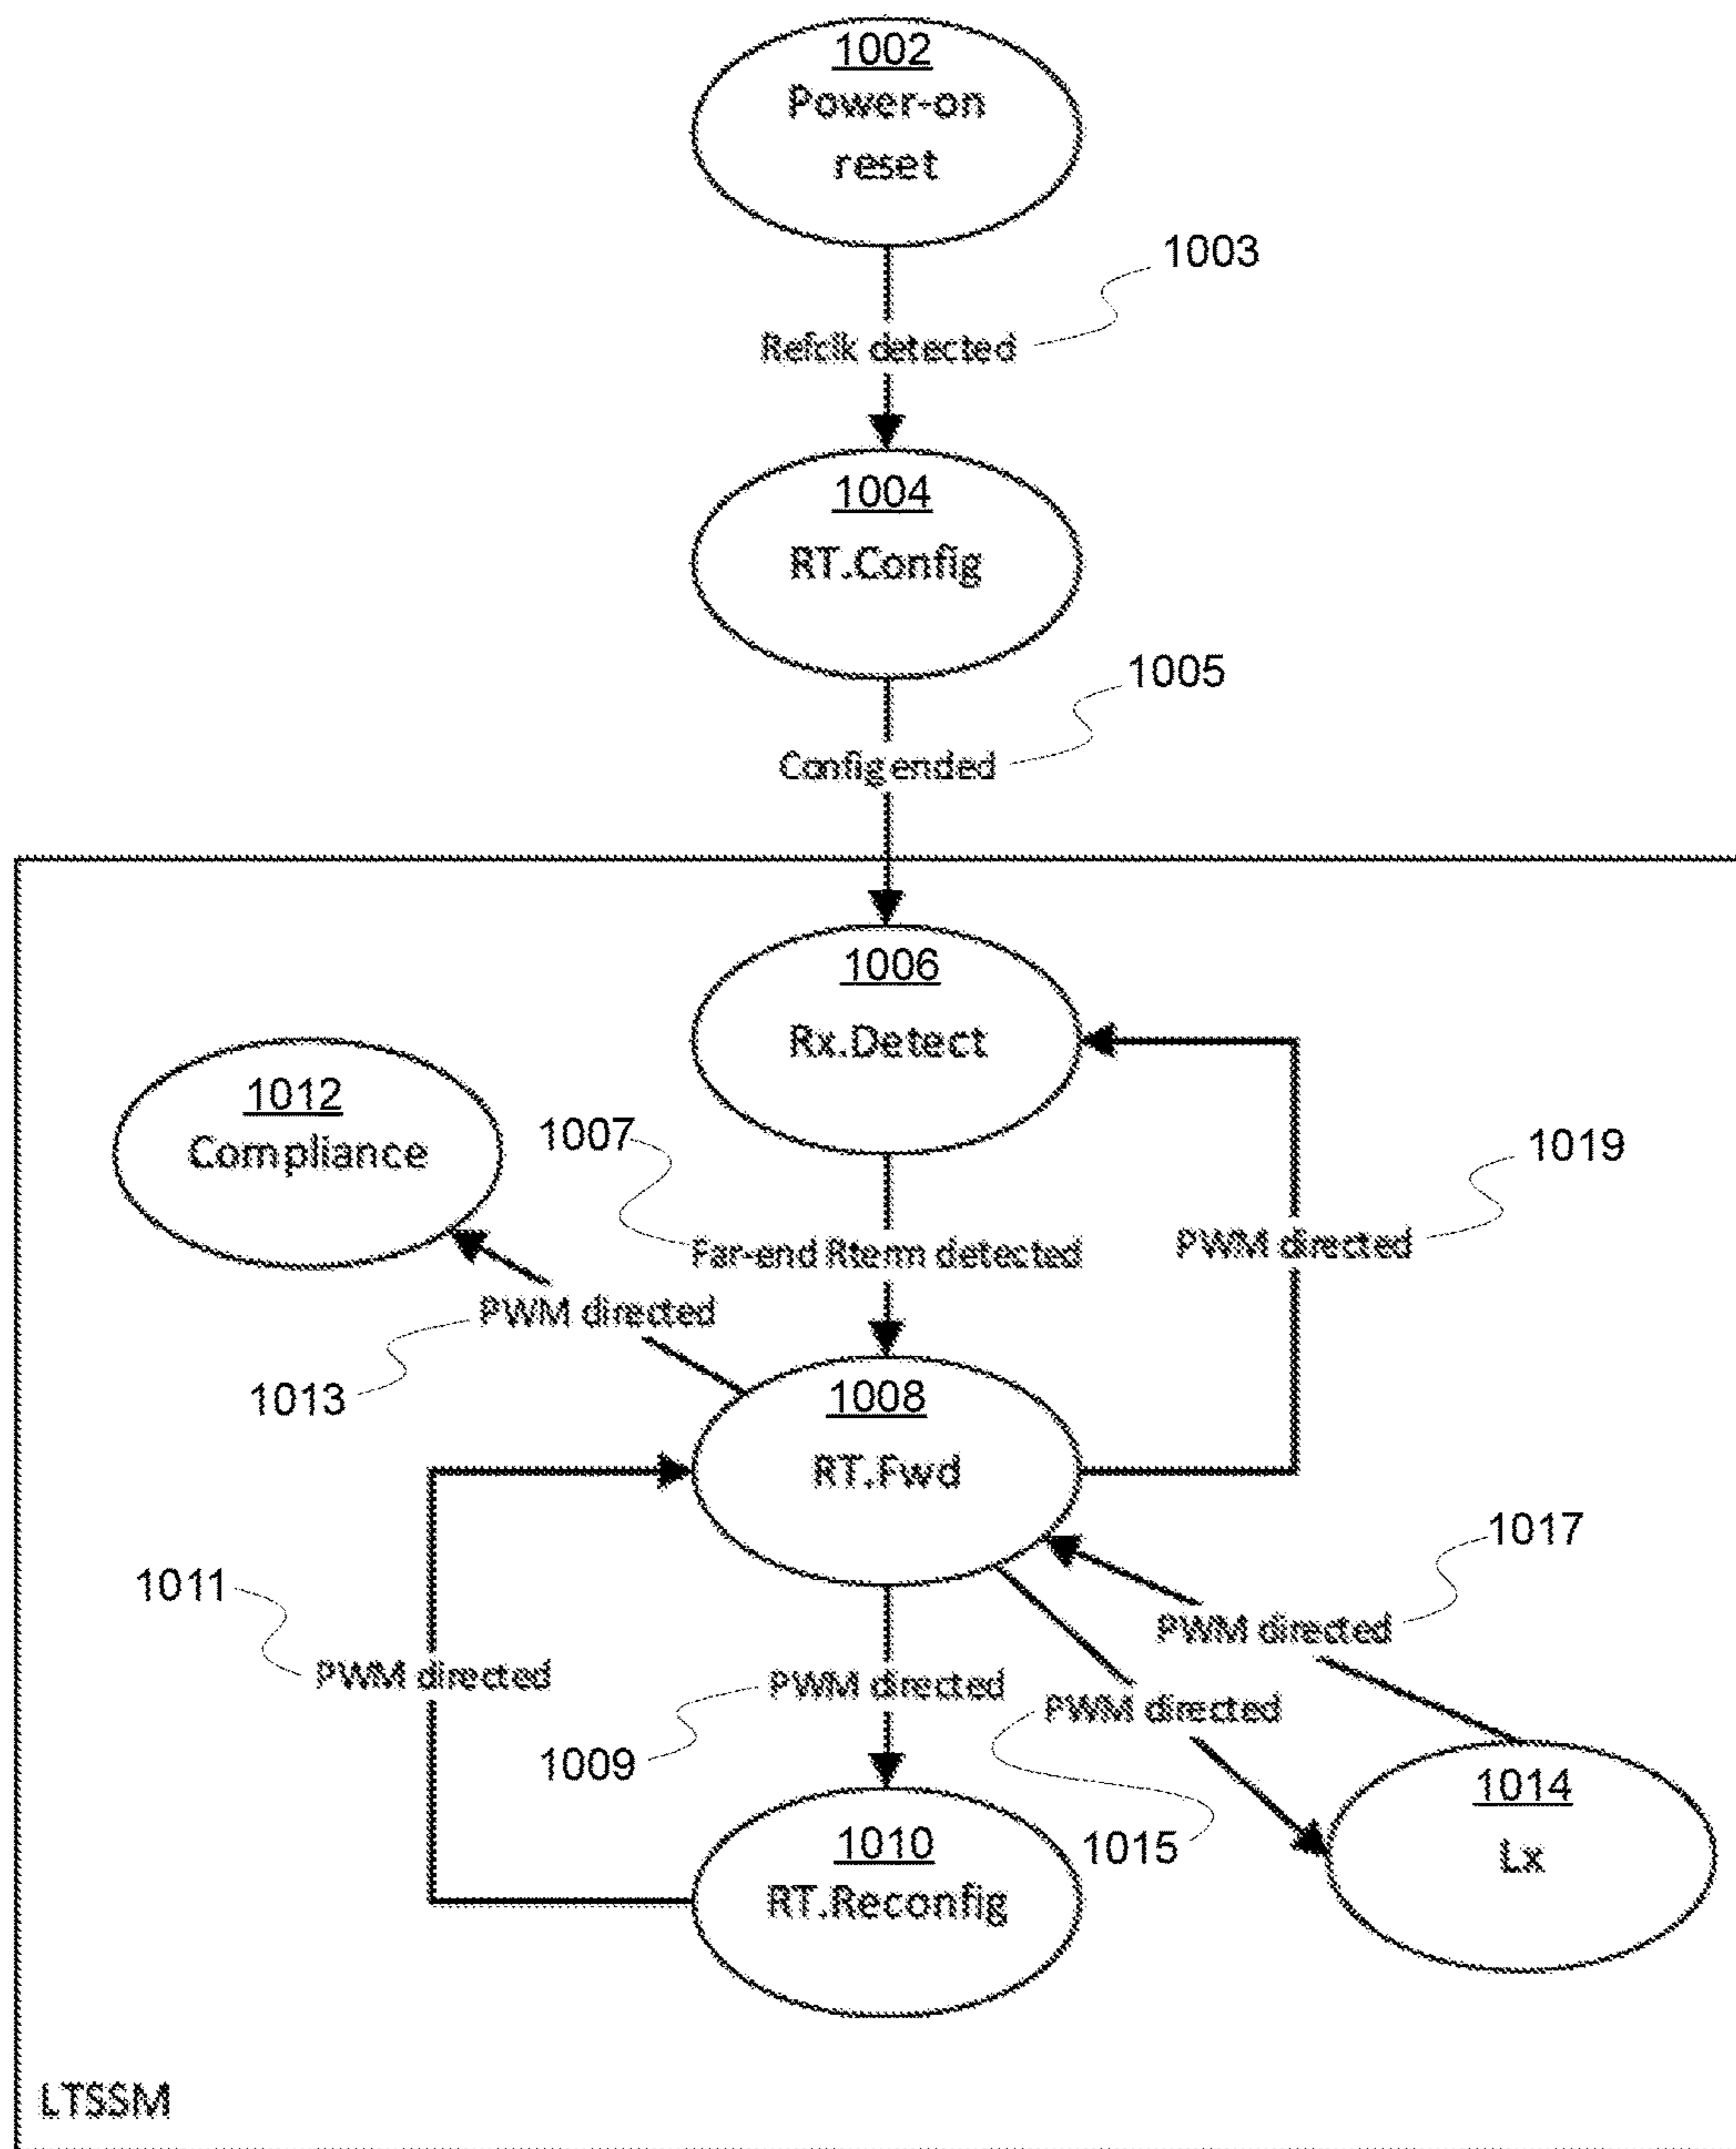 1002
Power-on
reset
1003
Refclk detected
1004
RT.Config
1005
Config ended
1006
Rx.Detect
1012
Compliance
1007
1019
Far-end Rterm detected
PWM directed
PWM directed
1013
1008
RT.Fwd
1017
1011
PWM directed
PWM directed
PWM directed
PWM directed
1009
1014
Lx
1010
1015
RT.Reconfig
LTSSM